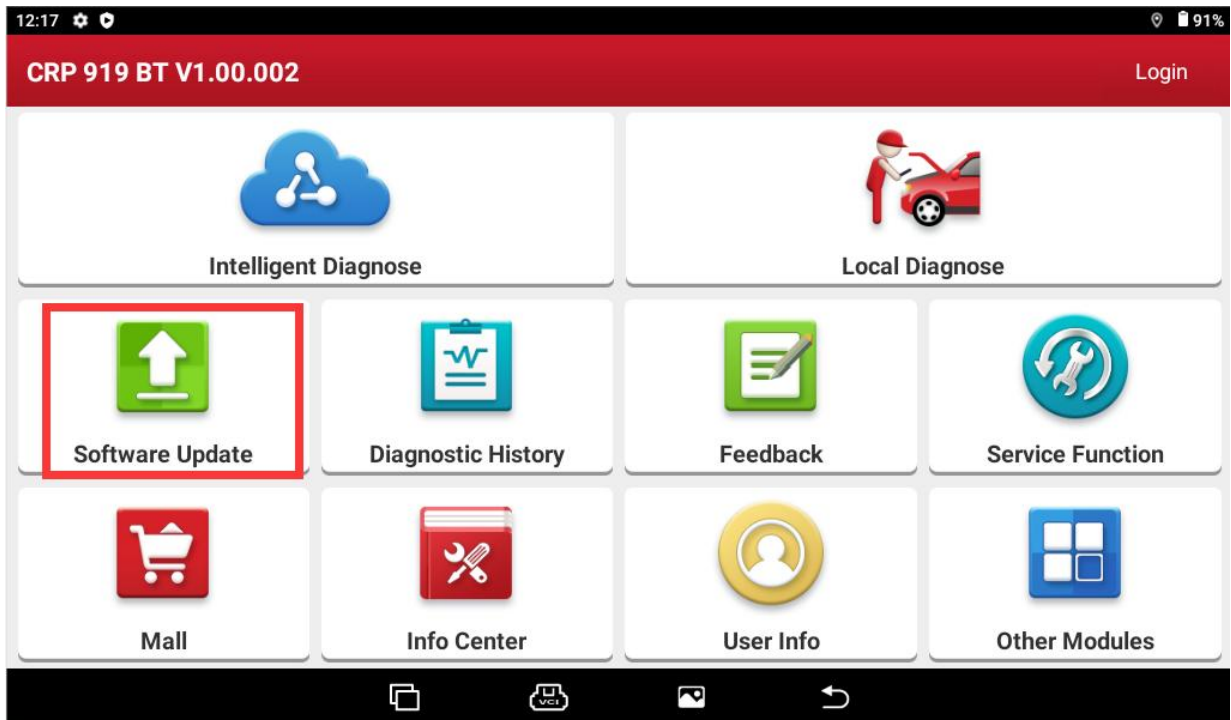 12:17
91%
CRP 919 BT V1.00.002
Login
Intelligent Diagnose
Local Diagnose
Software Update
Diagnostic History
Feedback
Service Function
Mall
Info Center
User Info
Other Modules
VCI